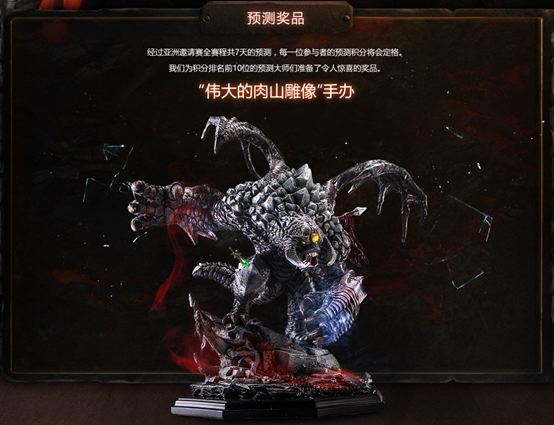 预测奖品
经过亚洲邀请赛全赛程共7天的预测，每一位参与者的预测积分将会定格。
我们为积分排名前10位的预测大师们准备了令人惊喜的奖品。
“伟大的肉山雕像”手办